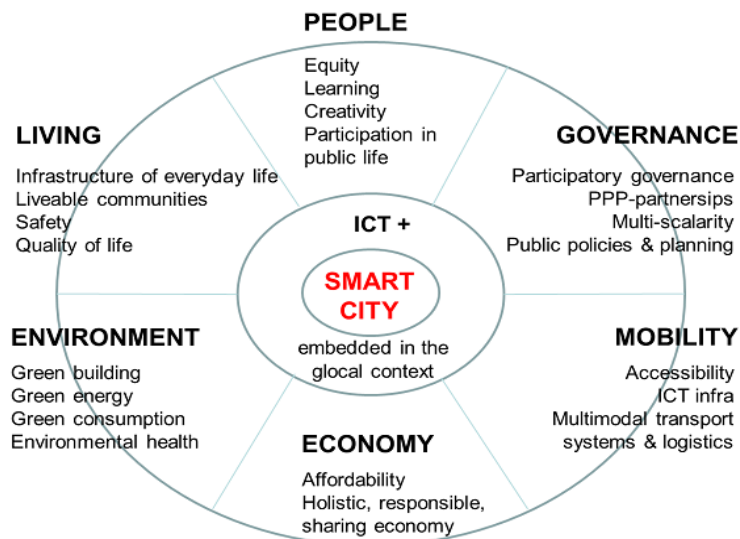 PEOPLE
Equity
Learning
Creativity
Participation in
public life
LIVING
Infrastructure of everyday life
Liveable communities
Safety
Quality of life
GOVERNANCE
Participatory governance
PPP-partnersips
Multi-scalarity
Public policies & planning
ICT +
SMART
CITY
embedded in the
glocal context
ENVIRONMENT
Green building
Green energy
Green consumption
Environmental health
MOBILITY
Accessibility
ICT infra
Multimodal transport
systems & logistics
ECONOMY
Affordability
Holistic, responsible,
sharing economy